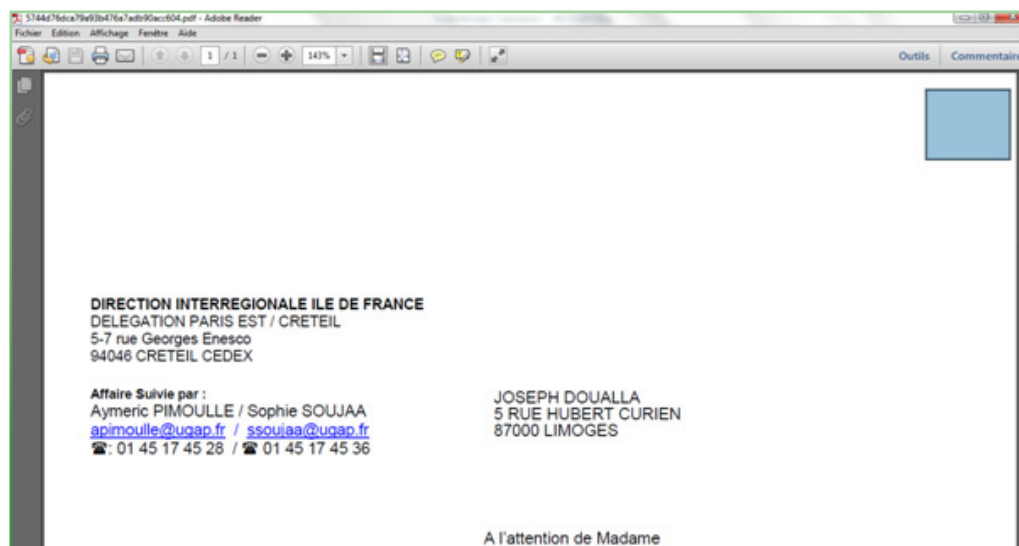 5744d76dca79a93b476a7adb90acc604.pdf - Adobe Reader
Fichier Edition Affichage Fenêtre Aide
1 / 1 143% Outils Commentaire
DIRECTION INTERREGIONALE ILE DE FRANCE
DELEGATION PARIS EST / CRETEIL
5-7 rue Georges Enesco
94046 CRETEIL CEDEX
Affaire Suivie par :
Aymeric PIMOULLE / Sophie SOUJAA
apimoulle@ugap.fr / ssoujaa@ugap.fr
☎: 01 45 17 45 28 / ☎ 01 45 17 45 36
JOSEPH DOUALLA
5 RUE HUBERT CURIEN
87000 LIMOGES
A l'attention de Madame